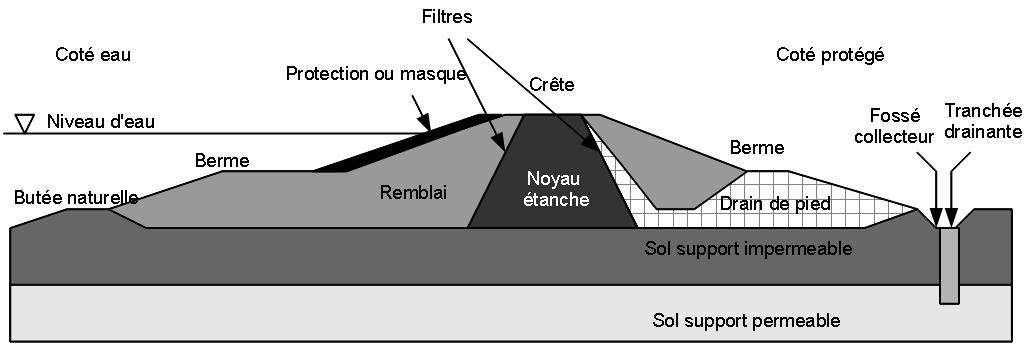 Filtres
Coté eau
Coté protégé
Protection ou masque
Crête
Fossé
collecteur
Tranchée
drainante
Niveau d'eau
Berme
Berme
Butée naturelle
Remblai
Noyau
étanche
Drain de pied
Sol support impermeable
Sol support permeable